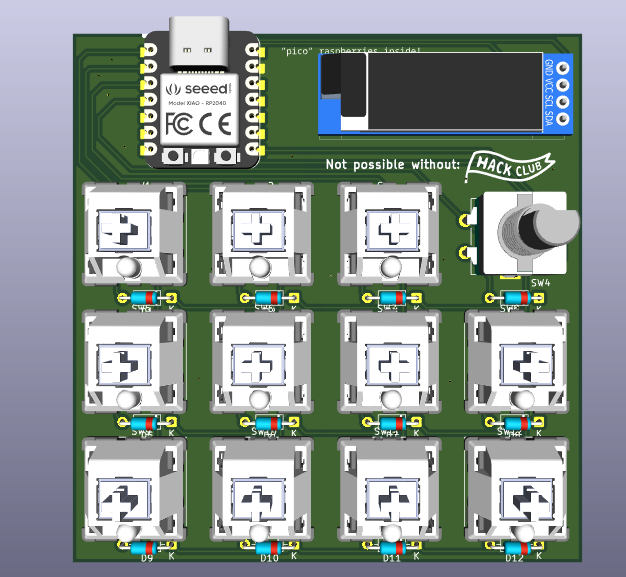 "pico" raspberries inside!
seeed
Model XIAO - RP2040
FCC CE
GND VCC SCL SDA
Not possible without:
HACK CLUB
SW4
K
K
K
K
K
K
K
K
D9
K
D10
K
D11
K
D12
K